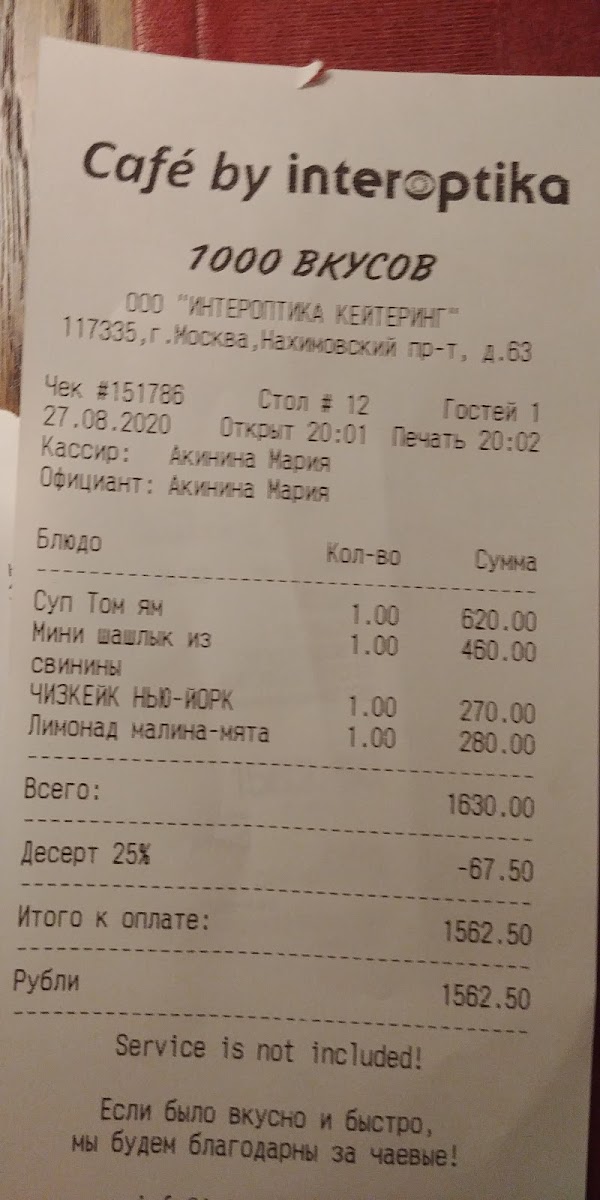 Café by interoptika
1000 ВКУСОВ
ООО "ИНТЕРОПТИКА КЕЙТЕРИНГ"
117335,г.Москва,Нахимовский пр-т, д.63
Чек #151786 Стол # 12 Гостей 1
27.08.2020 Открыт 20:01 Печать 20:02
Кассир: Акинина Мария
Официант: Акинина Мария
Блюдо Кол-во Сумма
Суп Том ям 1.00 620.00
Мини шашлык из 1.00 460.00
свинины
ЧИЗКЕЙК НЬЮ-ЙОРК 1.00 270.00
Лимонад малина-мята 1.00 280.00
Всего: 1630.00
Десерт 25% -67.50
Итого к оплате: 1562.50
Рубли 1562.50
Service is not included!
Если было вкусно и быстро,
мы будем благодарны за чаевые!